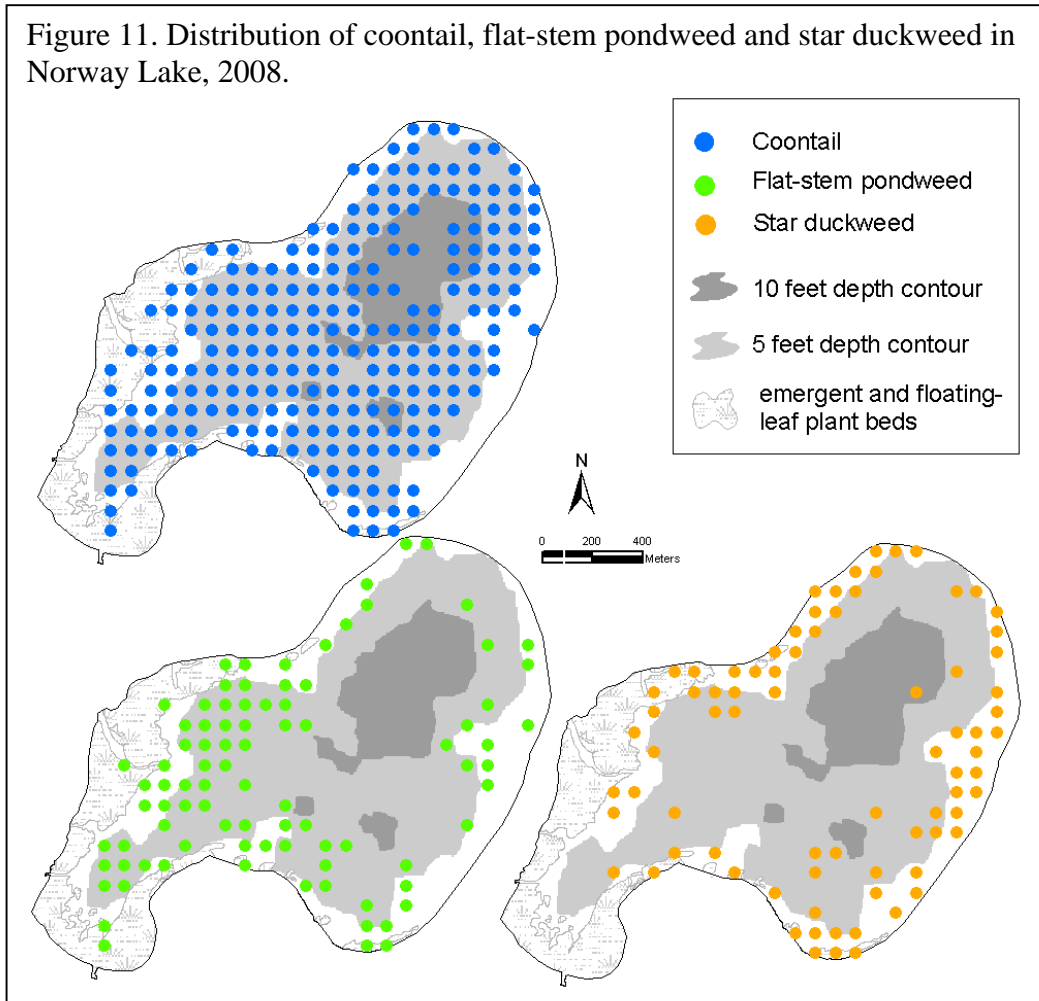 Figure 11. Distribution of coontail, flat-stem pondweed and star duckweed in
Norway Lake, 2008.
Coontail
Flat-stem pondweed
Star duckweed
10 feet depth contour
5 feet depth contour
emergent and floating-
leaf plant beds
N
0 200 400
Meters